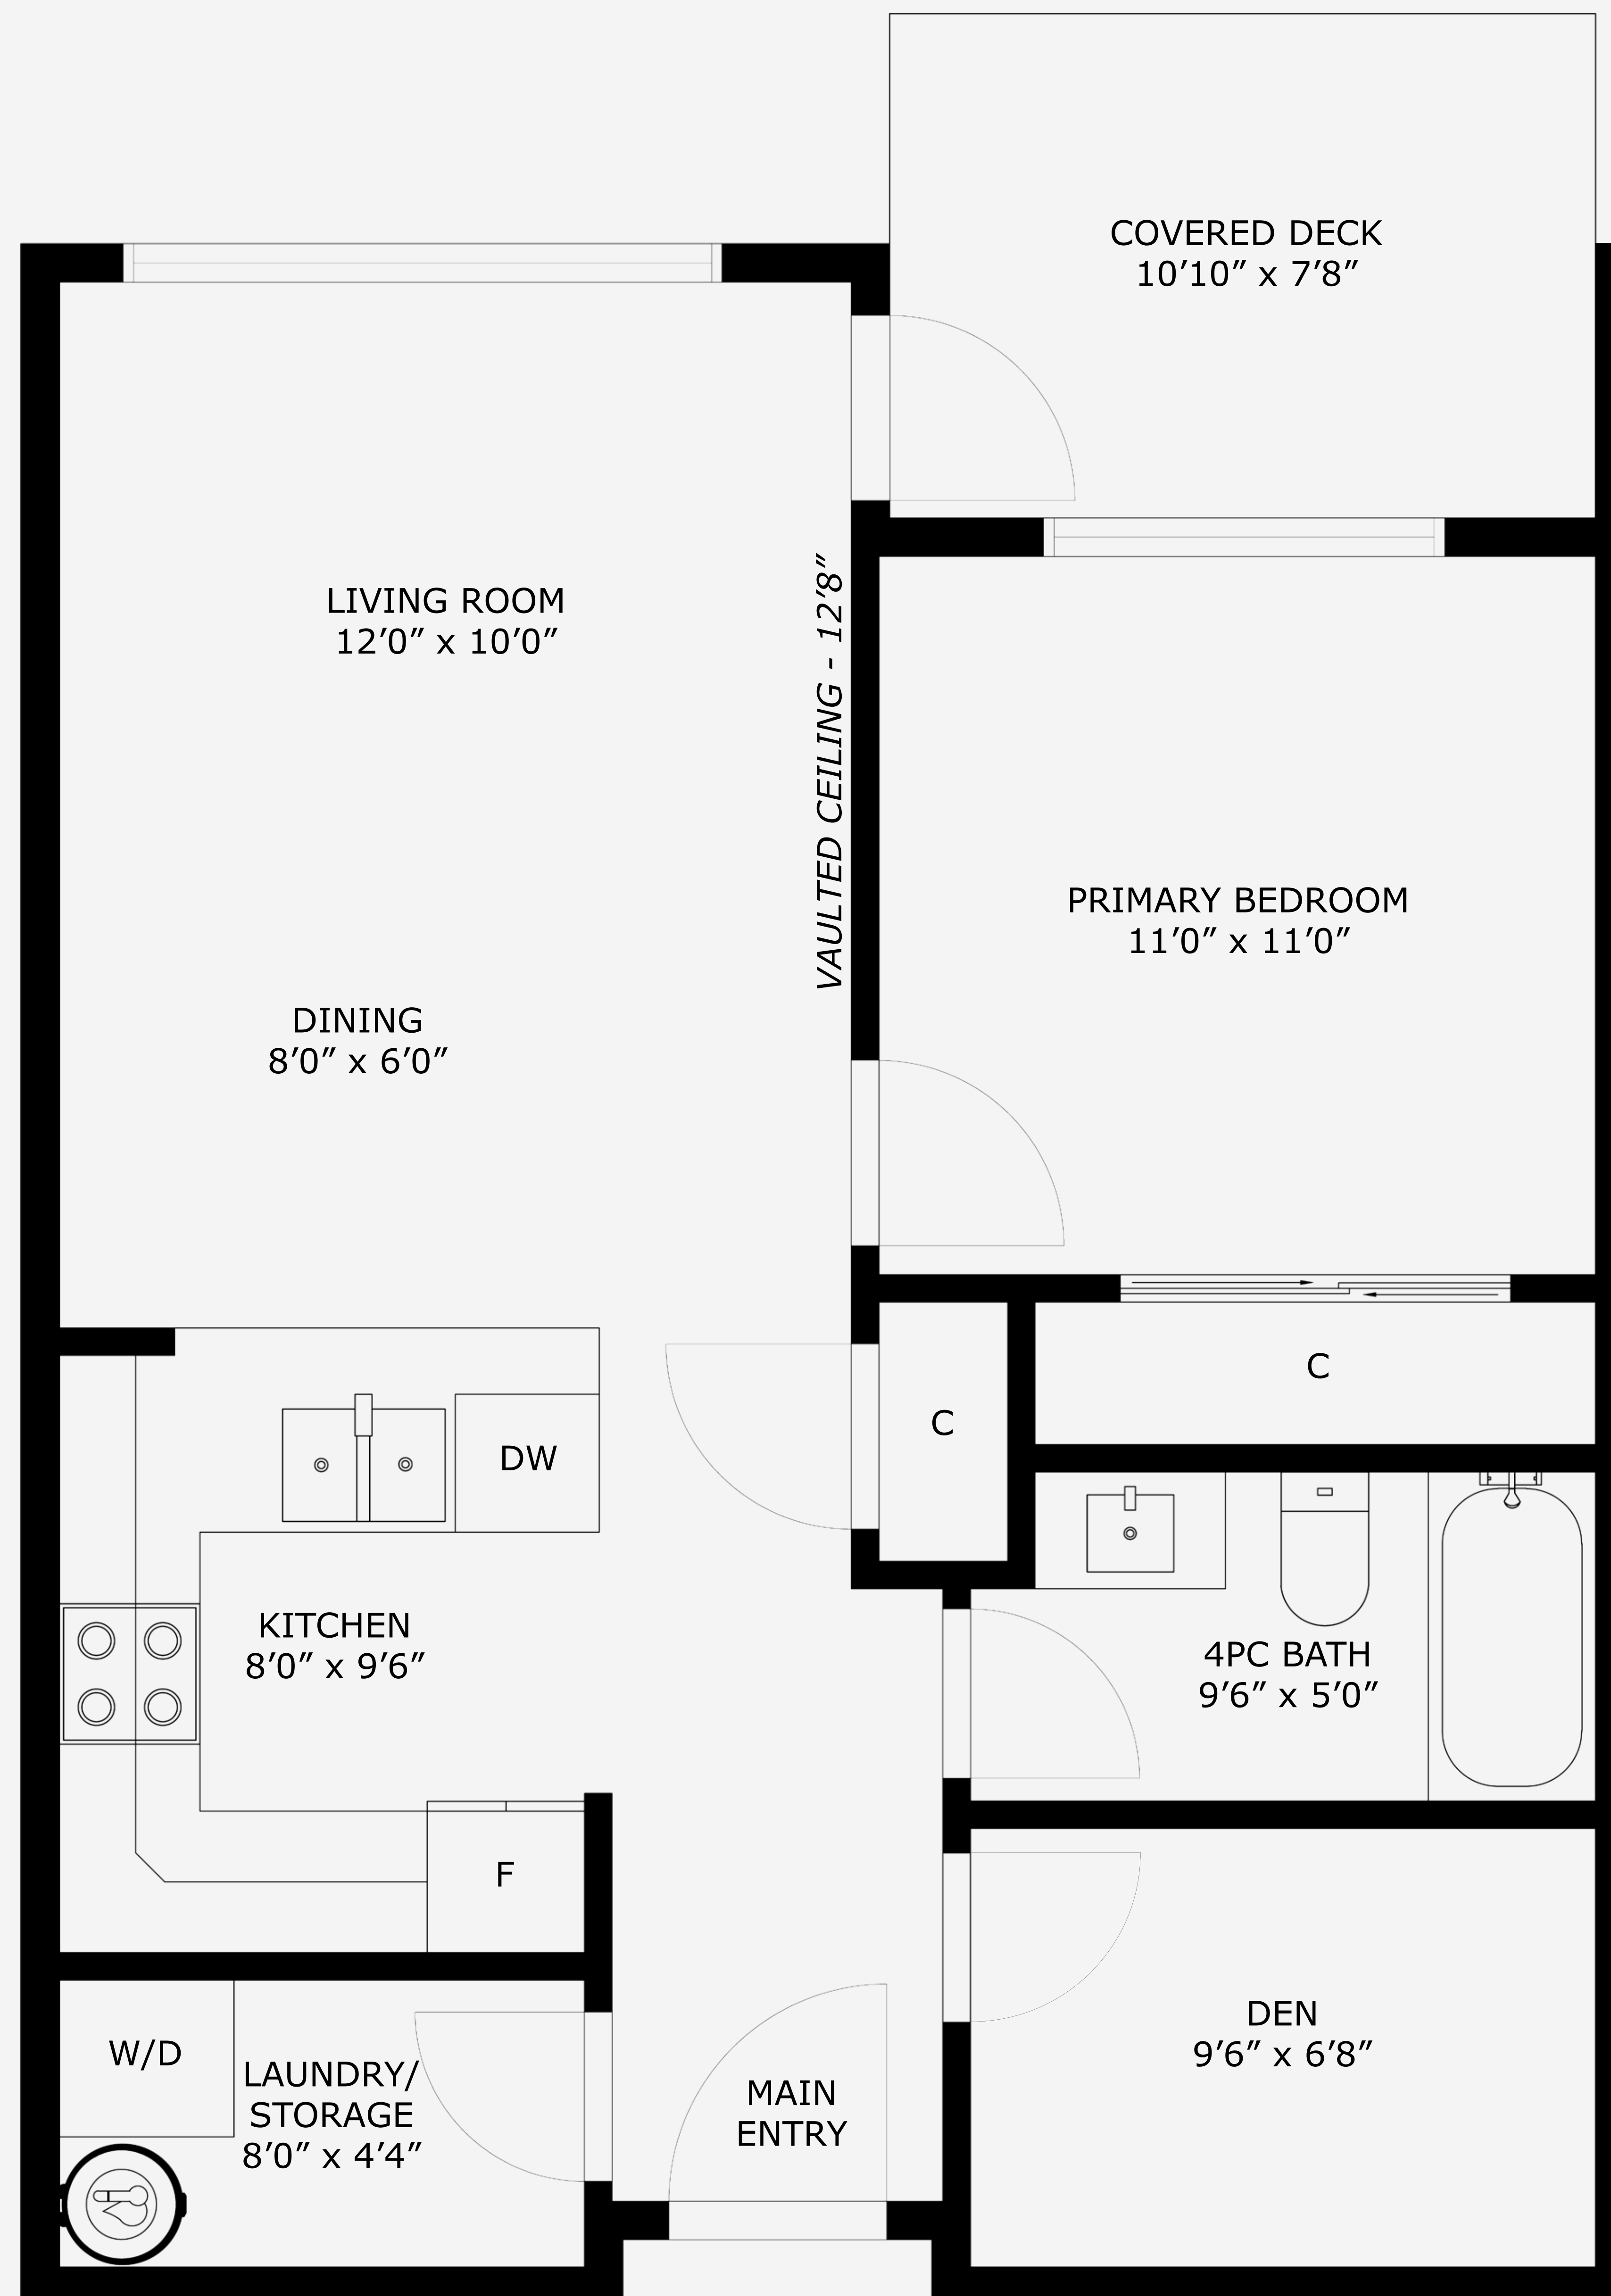 COVERED DECK
10′10″ x 7′8″
LIVING ROOM
12′0″ x 10′0″
VAULTED CEILING - 12′8″
PRIMARY BEDROOM
11′0″ x 11′0″
DINING
8′0″ x 6′0″
C
C
DW
KITCHEN
8′0″ x 9′6″
4PC BATH
9′6″ x 5′0″
F
DEN
9′6″ x 6′8″
W/D
LAUNDRY/
STORAGE
8′0″ x 4′4″
MAIN
ENTRY